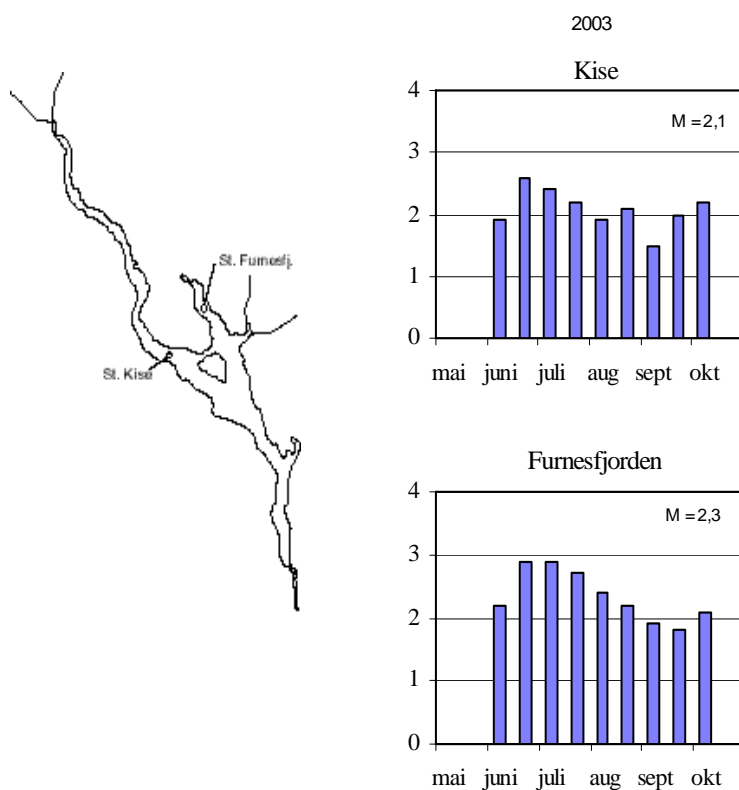 2003
Kise
4
M =2,1
3
2
1
0
mai juni juli aug sept okt
St. Furnesfj.
St. Kise
Furnesfjorden
4
M =2,3
3
2
1
0
mai juni juli aug sept okt